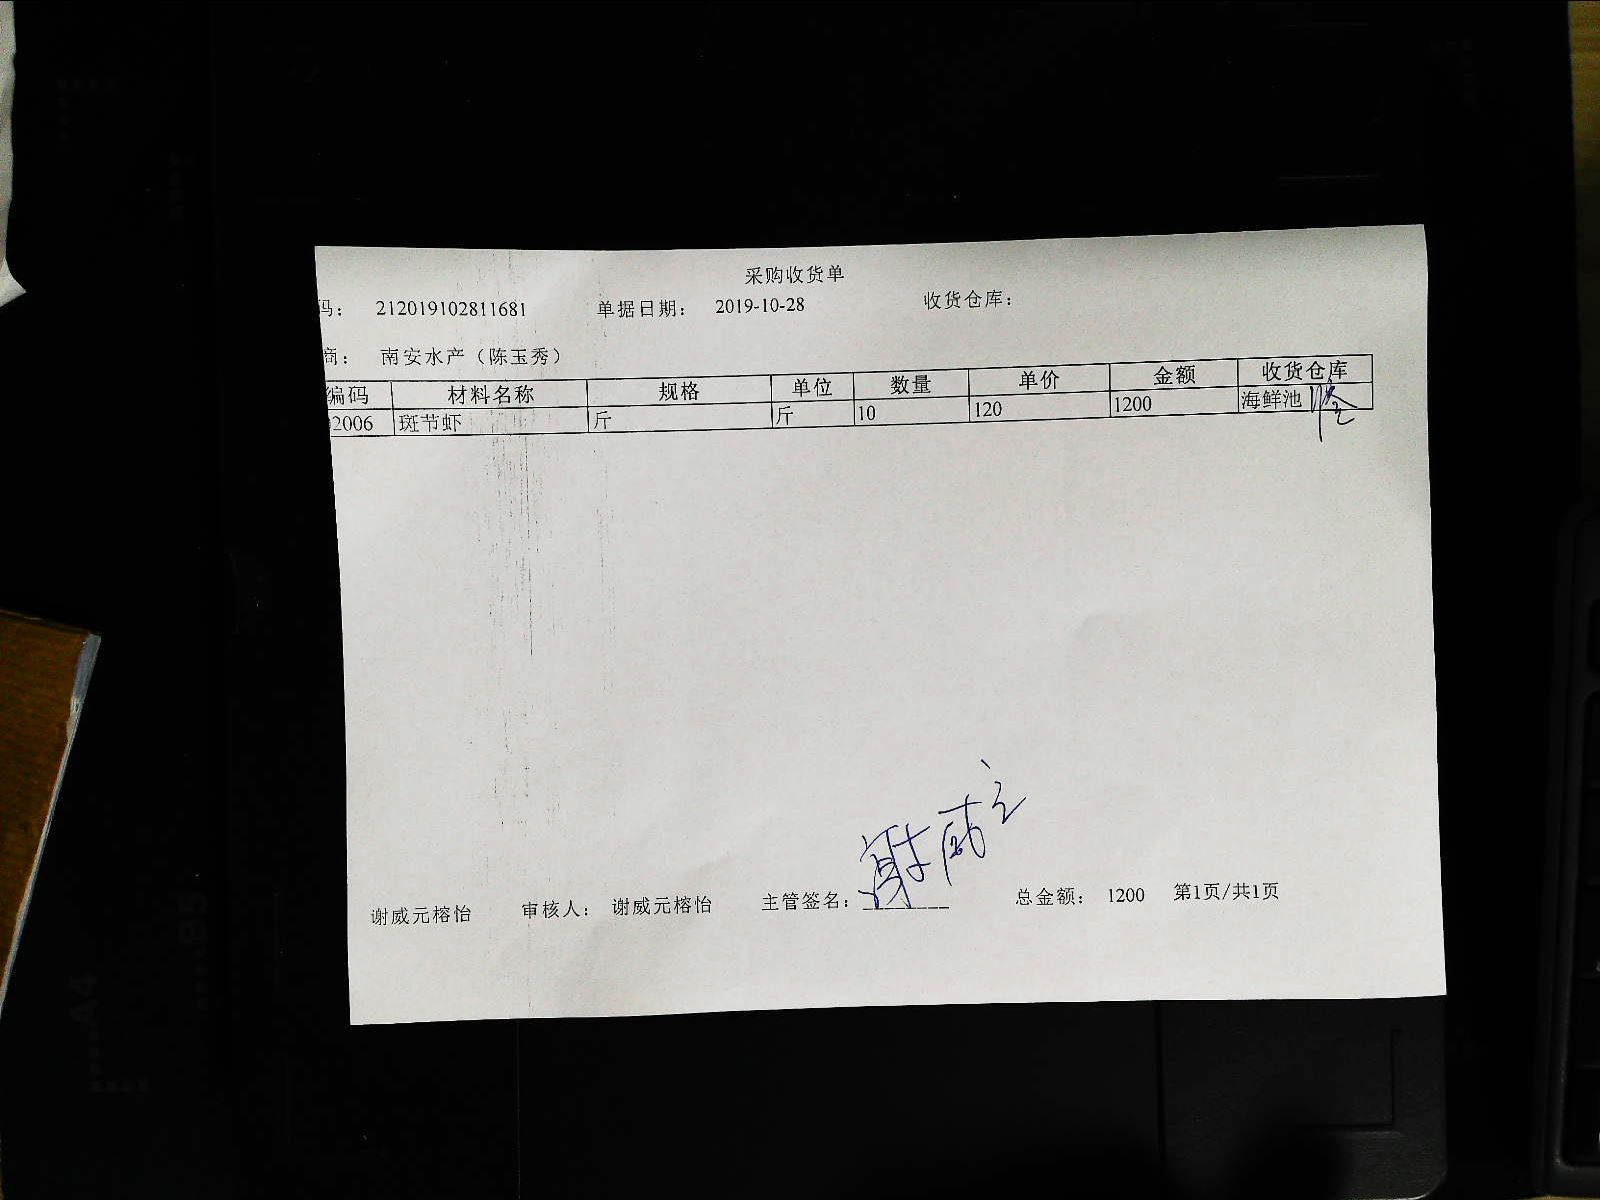 采购收货单
码： 212019102811681 单据日期： 2019-10-28 收货仓库：
商： 南安水产（陈玉秀）
编码 材料名称 规格 单位 数量 单价 金额 收货仓库
2006 斑节虾 斤 斤 10 120 1200 海鲜池
谢威元榕怡 审核人： 谢威元榕怡 主管签名： 谢威 总金额： 1200 第1页/共1页